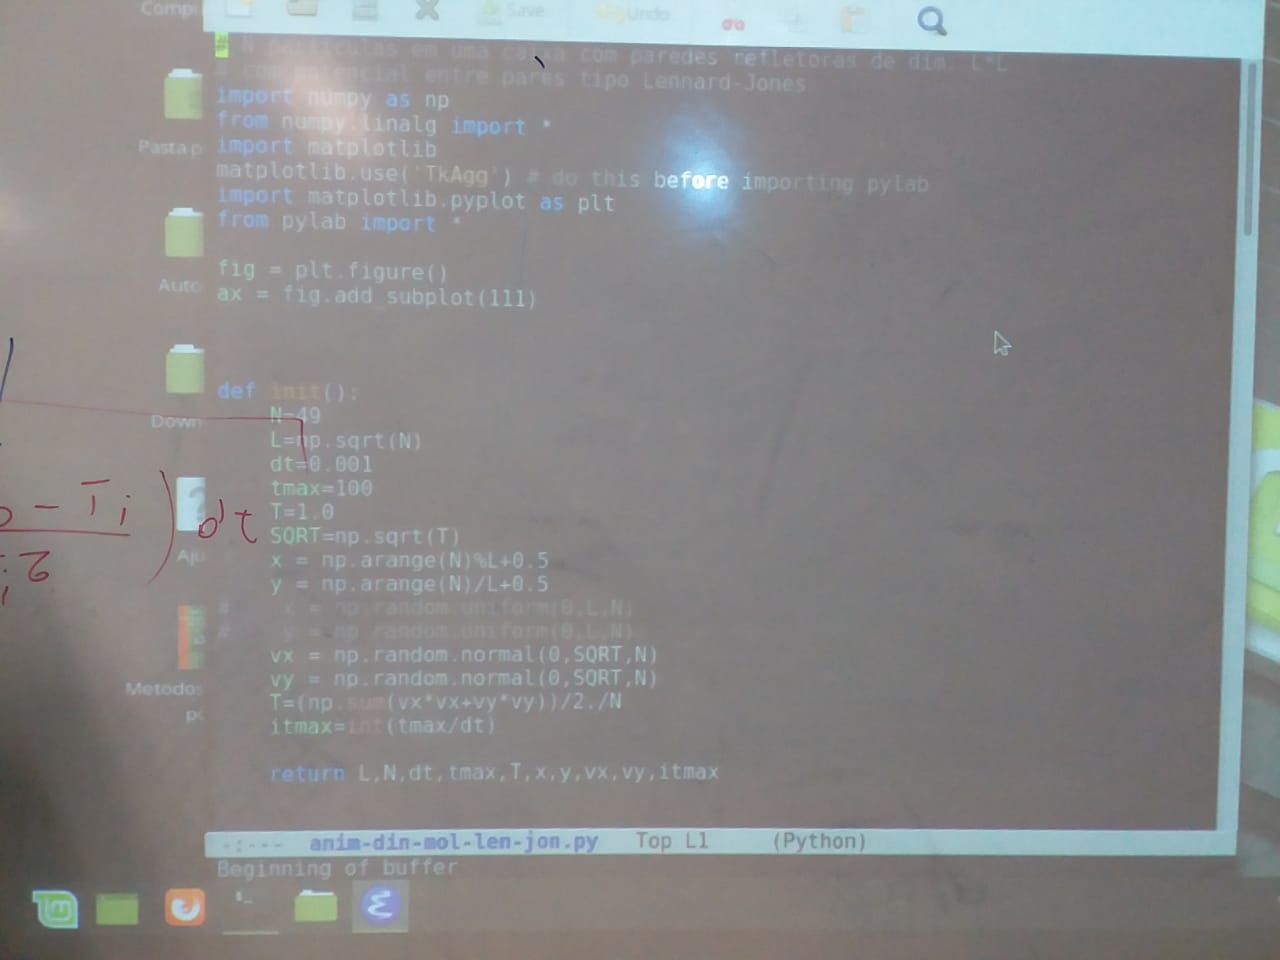 Compu
Save
Undo
N partículas em uma caixa com paredes refletoras de dim. L*L
# com potencial entre pares tipo Lennard-Jones
import numpy as np
from numpy.linalg import *
import matplotlib
matplotlib.use('TkAgg') # do this before importing pylab
import matplotlib.pyplot as plt
from pylab import *
fig = plt.figure()
ax = fig.add_subplot(111)
def init():
N=49
L=np.sqrt(N)
dt=0.001
tmax=100
T=1.0
SQRT=np.sqrt(T)
x = np.arange(N)%L+0.5
y = np.arange(N)/L+0.5
# x = np.random.uniform(0,L,N)
# y = np.random.uniform(0,L,N)
vx = np.random.normal(0,SQRT,N)
vy = np.random.normal(0,SQRT,N)
T=(np.sum(vx*vx+vy*vy))/2./N
itmax=int(tmax/dt)
return L,N,dt,tmax,T,x,y,vx,vy,itmax
-:--- anim-din-mol-len-jon.py Top L1 (Python)
Beginning of buffer
Pasta p
Auto
Down
Aju
Metodos
po
- Ti ) dt